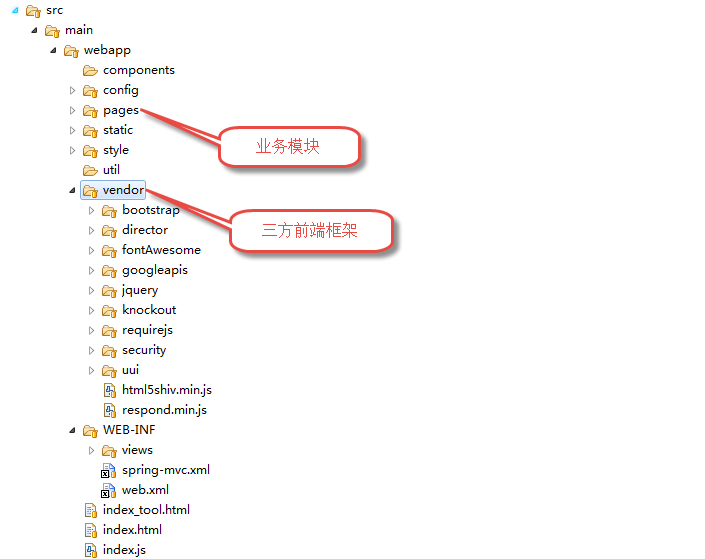 src
main
webapp
components
config
pages
业务模块
static
style
util
vendor
三方前端框架
bootstrap
director
fontAwesome
googleapis
jquery
knockout
requirejs
security
uui
html5shiv.min.js
respond.min.js
WEB-INF
views
spring-mvc.xml
web.xml
index_tool.html
index.html
index.js